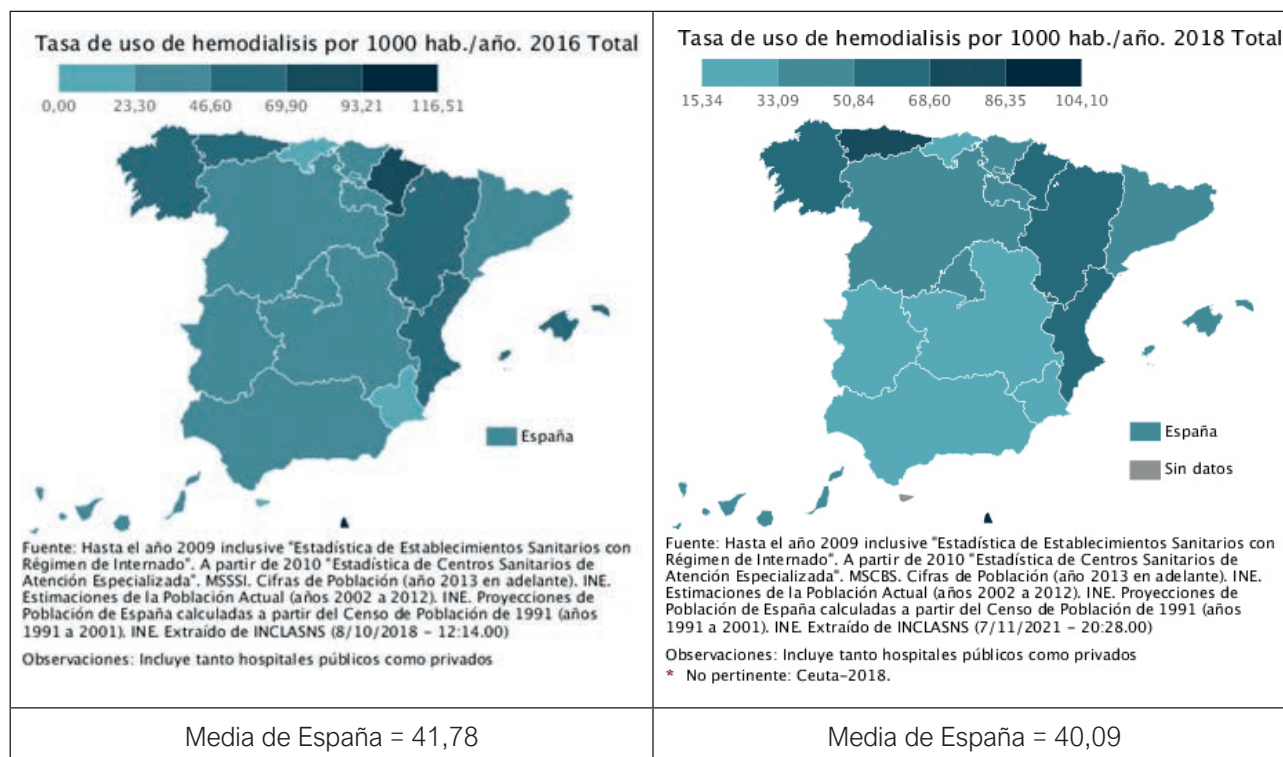 Tasa de uso de hemodialisis por 1000 hab./año. 2016 Total
0,00 23,30 46,60 69,90 93,21 116,51
España
Fuente: Hasta el año 2009 inclusive "Estadística de Establecimientos Sanitarios con
Régimen de Internado". A partir de 2010 "Estadística de Centros Sanitarios de
Atención Especializada". MSSSI. Cifras de Población (año 2013 en adelante). INE.
Estimaciones de la Población Actual (años 2002 a 2012). INE. Proyecciones de
Población de España calculadas a partir del Censo de Población de 1991 (años
1991 a 2001). INE. Extraído de INCLASNS (8/10/2018 - 12:14.00)
Observaciones: Incluye tanto hospitales públicos como privados
Media de España = 41,78
Tasa de uso de hemodialisis por 1000 hab./año. 2018 Total
15,34 33,09 50,84 68,60 86,35 104,10
España
Sin datos
Fuente: Hasta el año 2009 inclusive "Estadística de Establecimientos Sanitarios con
Régimen de Internado". A partir de 2010 "Estadística de Centros Sanitarios de
Atención Especializada". MSCBS. Cifras de Población (año 2013 en adelante). INE.
Estimaciones de la Población Actual (años 2002 a 2012). INE. Proyecciones de
Población de España calculadas a partir del Censo de Población de 1991 (años
1991 a 2001). INE. Extraído de INCLASNS (7/11/2021 - 20:28.00)
Observaciones: Incluye tanto hospitales públicos como privados
* No pertinente: Ceuta-2018.
Media de España = 40,09